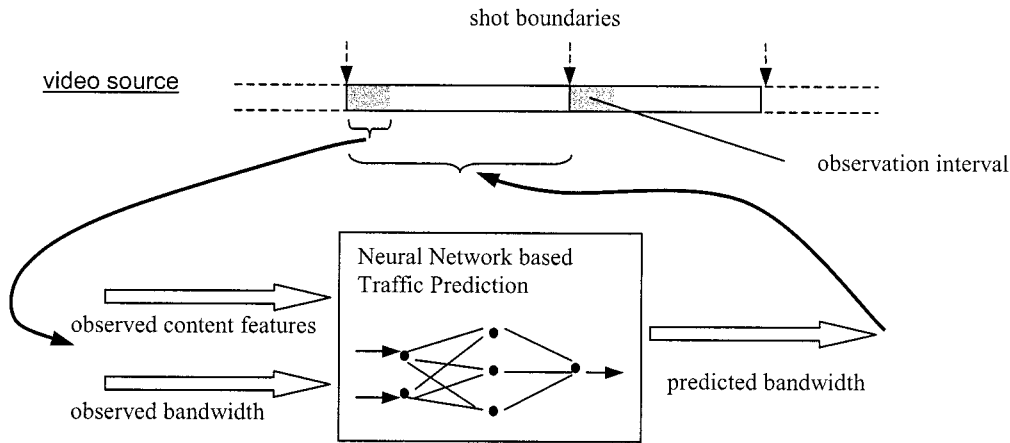 shot boundaries
video source
observation interval
Neural Network based
Traffic Prediction
observed content features
observed bandwidth
predicted bandwidth